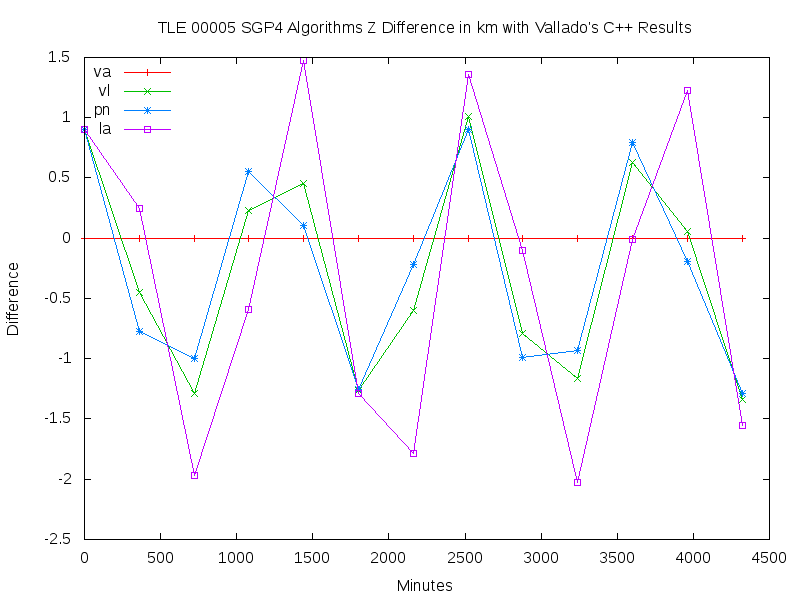 TLE 00005 SGP4 Algorithms Z Difference in km with Vallado's C++ Results
1.5
va
vl
pn
la
1
0.5
0
-0.5
-1
-1.5
-2
-2.5
Difference
0 500 1000 1500 2000 2500 3000 3500 4000 4500
Minutes